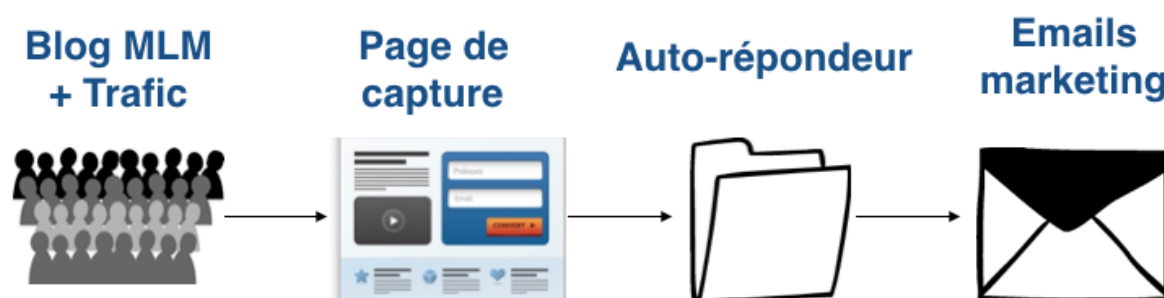 Blog MLM
+ Trafic
Page de
capture
Auto-répondeur
Emails
marketing
Prénom
Email
CONVERT